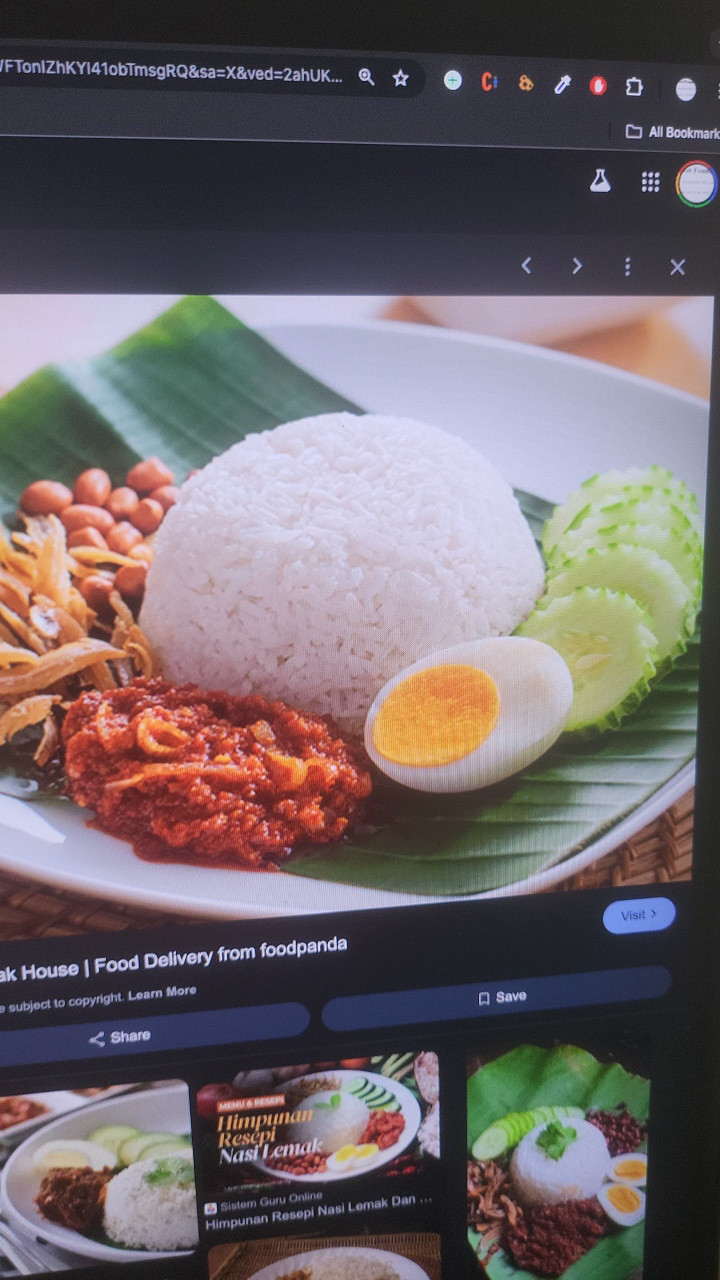 /FTonlZhKYI41obTmsgRQ&sa=X&ved=2ahUK...
All Bookmark
ak House | Food Delivery from foodpanda
Visit >
e subject to copyright. Learn More
Share
Save
MENU & RESEPI
Himpunan
Resepi
Nasi Lemak
Sistem Guru Online
Himpunan Resepi Nasi Lemak Dan ...